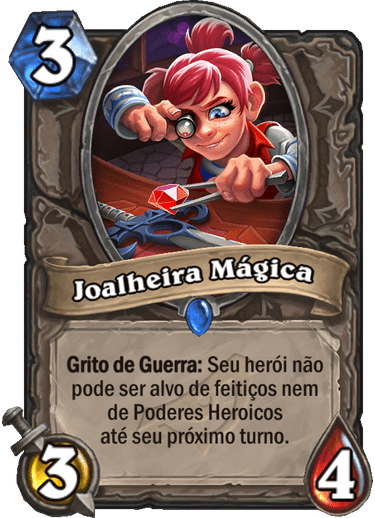 3
Joalheira Mágica
Grito de Guerra: Seu herói não
pode ser alvo de feitiços nem
de Poderes Heroicos
até seu próximo turno.
3
4